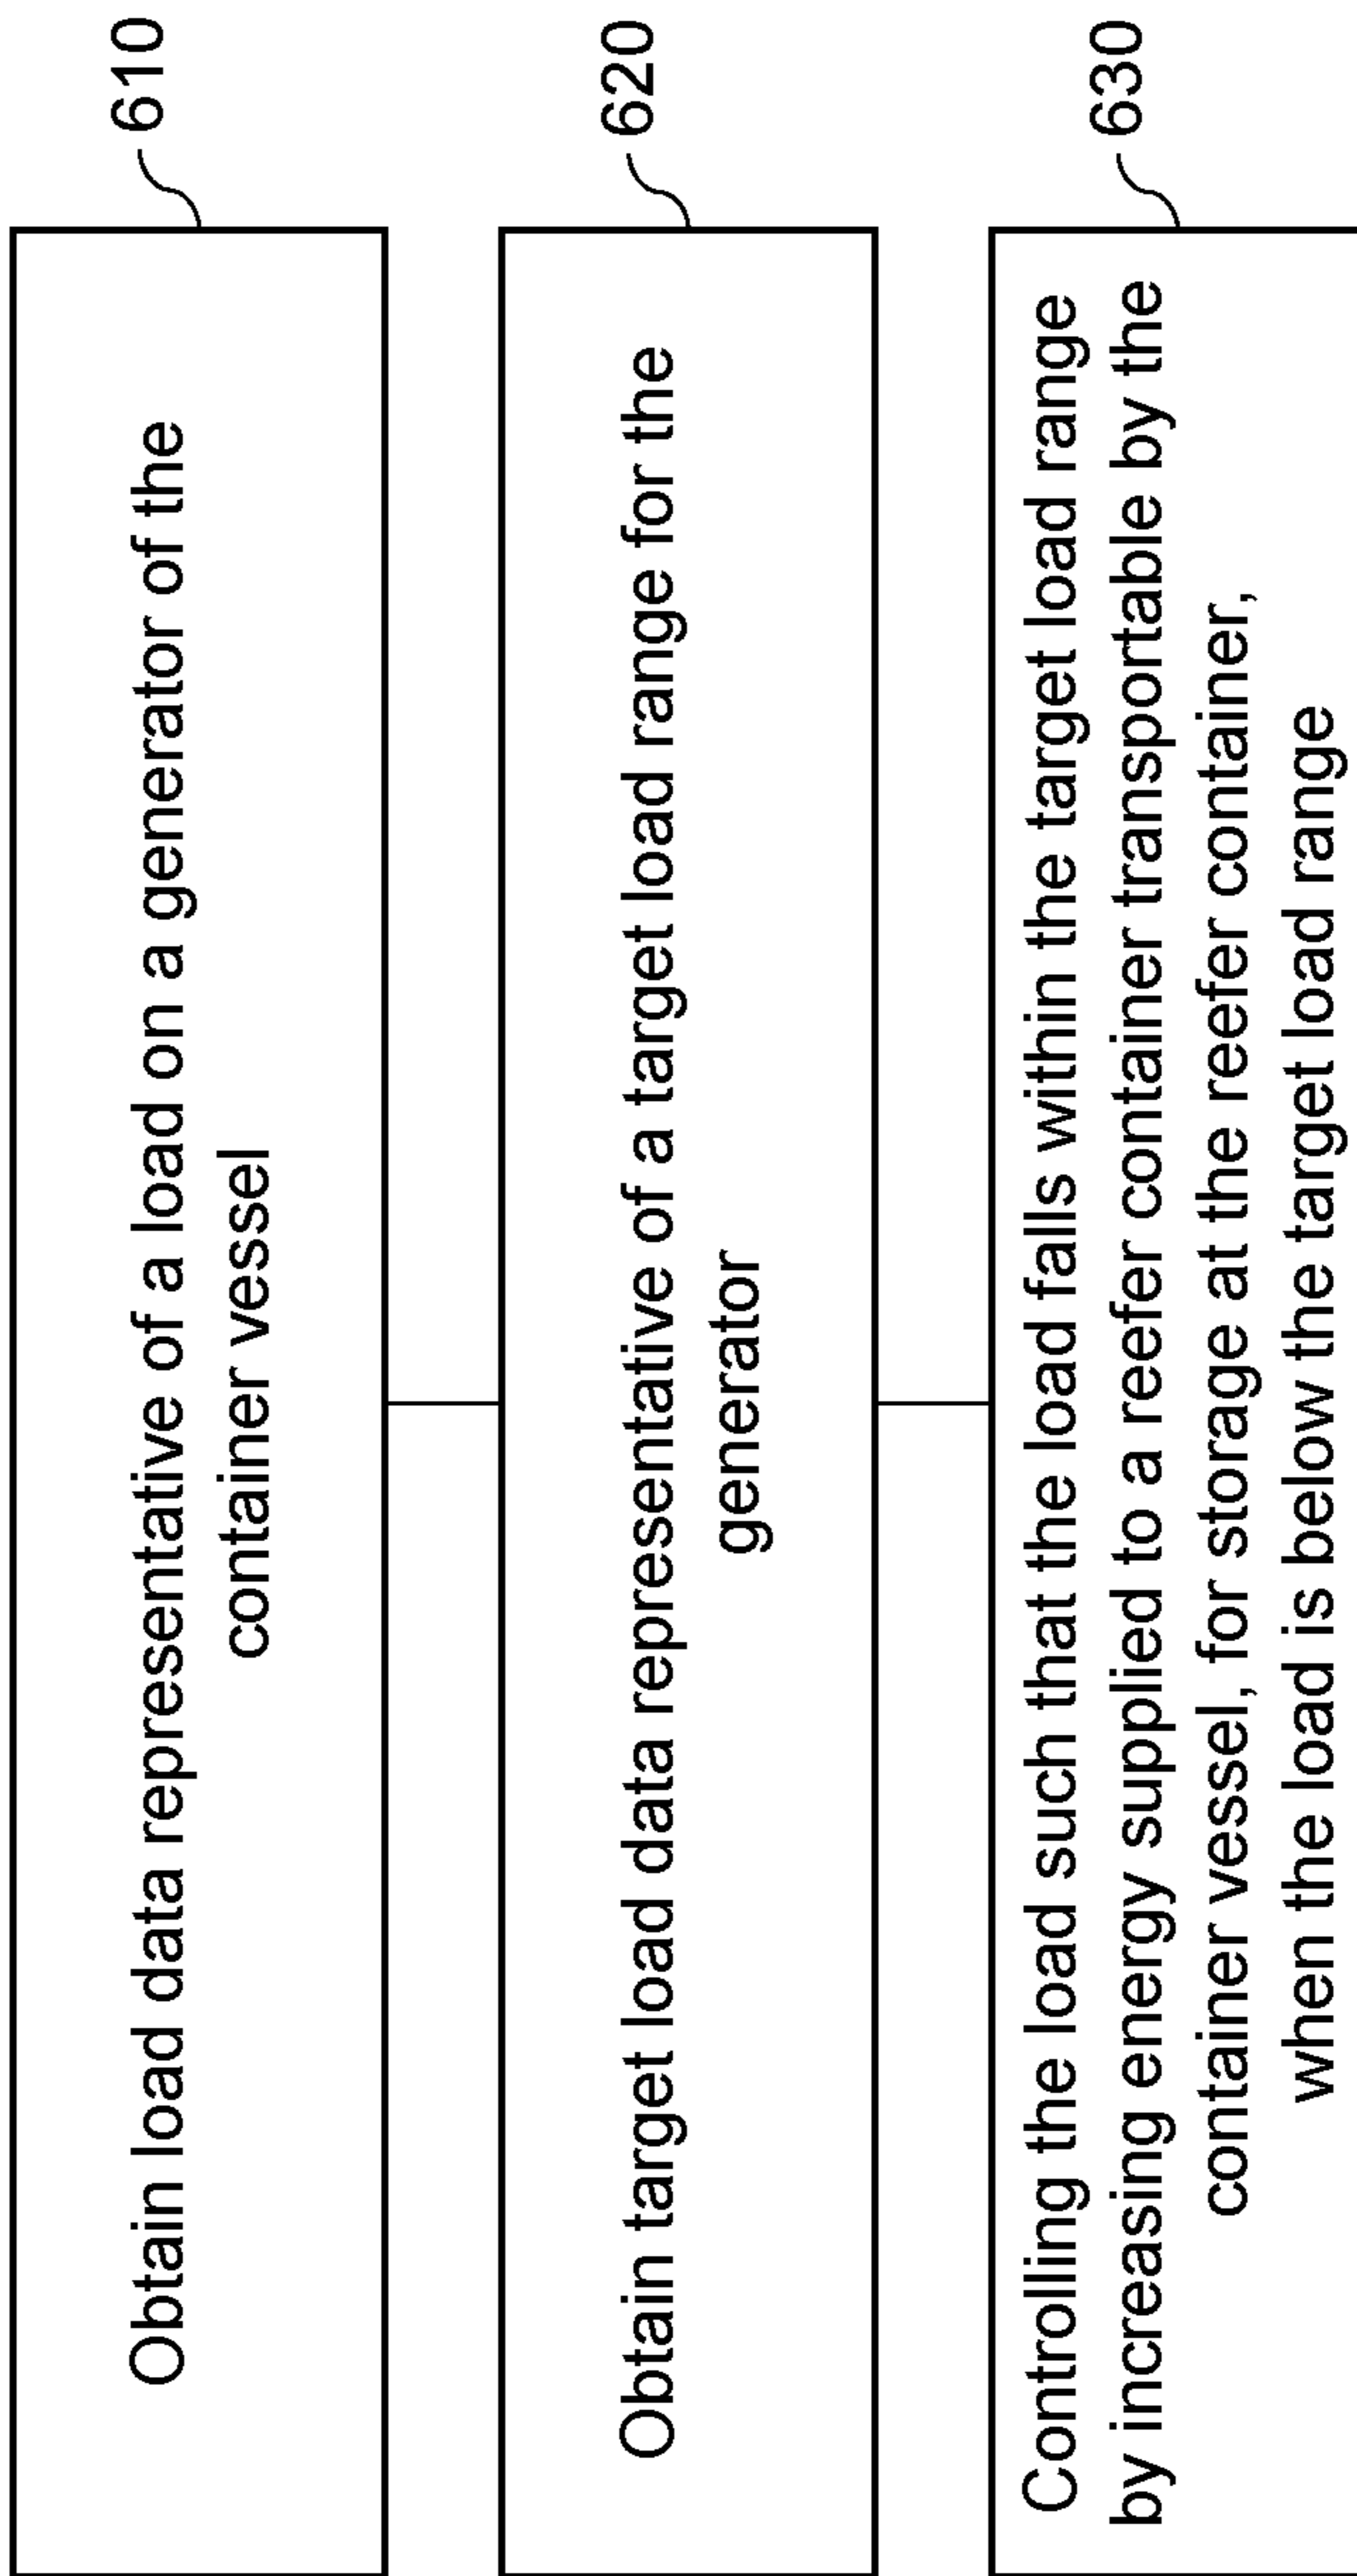 Obtain load data representative of a load on a generator of the
container vessel
610
Obtain target load data representative of a target load range for the
generator
620
Controlling the load such that the load falls within the target load range
by increasing energy supplied to a reefer container transportable by the
container vessel, for storage at the reefer container,
when the load is below the target load range
630